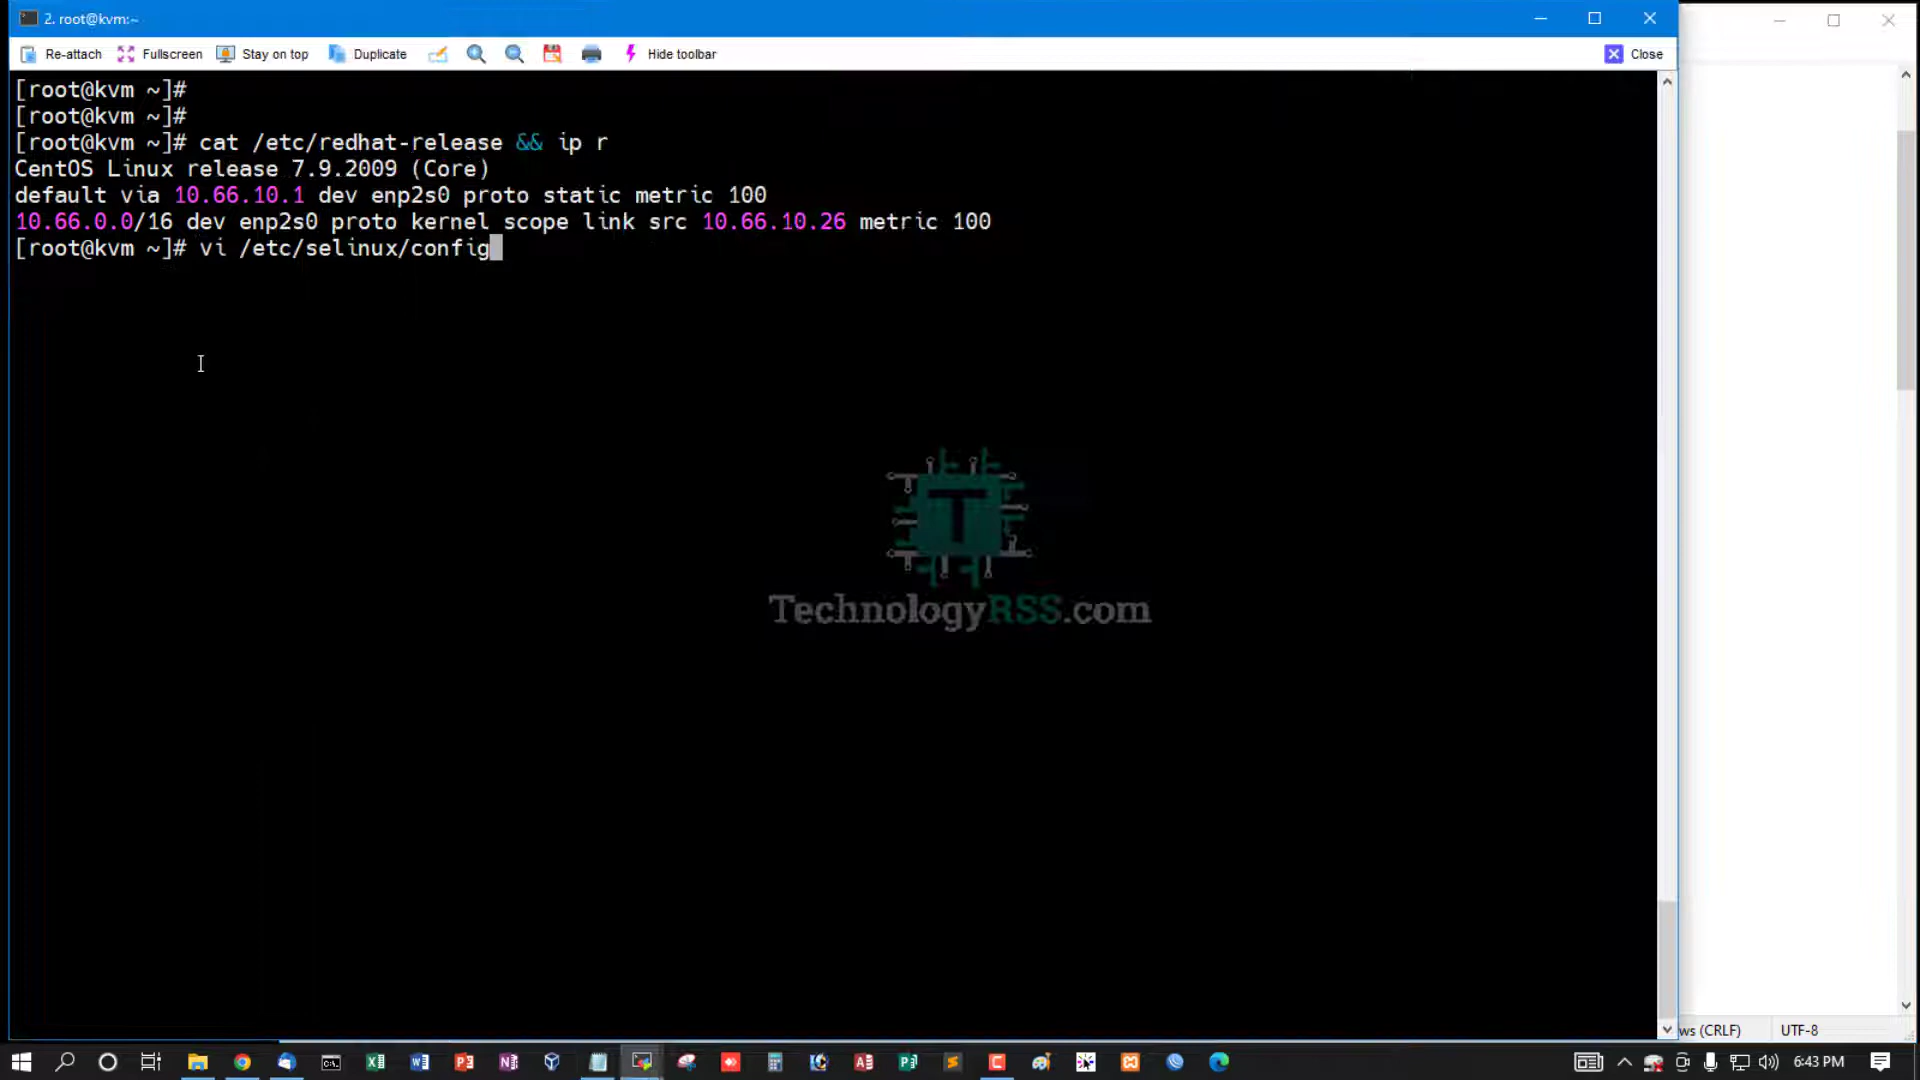 2. root@kvm:~
Re-attach Fullscreen Stay on top Duplicate Hide toolbar Close
[root@kvm ~]#
[root@kvm ~]#
[root@kvm ~]# cat /etc/redhat-release && ip r
CentOS Linux release 7.9.2009 (Core)
default via 10.66.10.1 dev enp2s0 proto static metric 100
10.66.0.0/16 dev enp2s0 proto kernel scope link src 10.66.10.26 metric 100
[root@kvm ~]# vi /etc/selinux/config
T
TechnologyRSS.com
ws (CRLF) UTF-8
6:43 PM